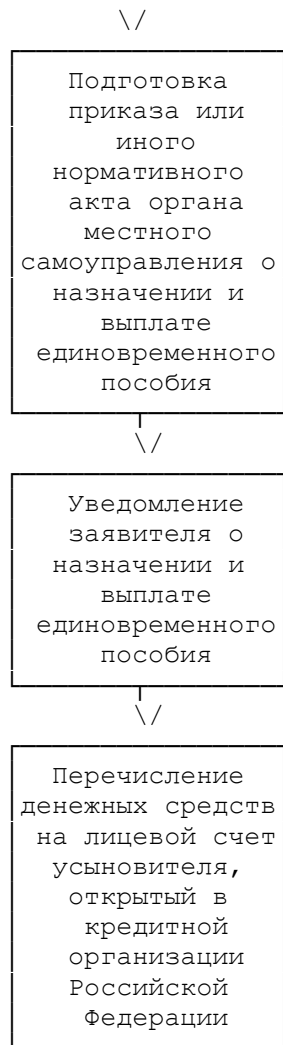 \/
Подготовка
приказа или
иного
нормативного
акта органа
местного
самоуправления о
назначении и
выплате
единовременного
пособия
\/
Уведомление
заявителя о
назначении и
выплате
единовременного
пособия
\/
Перечисление
денежных средств
на лицевой счет
усыновителя,
открытый в
кредитной
организации
Российской
Федерации